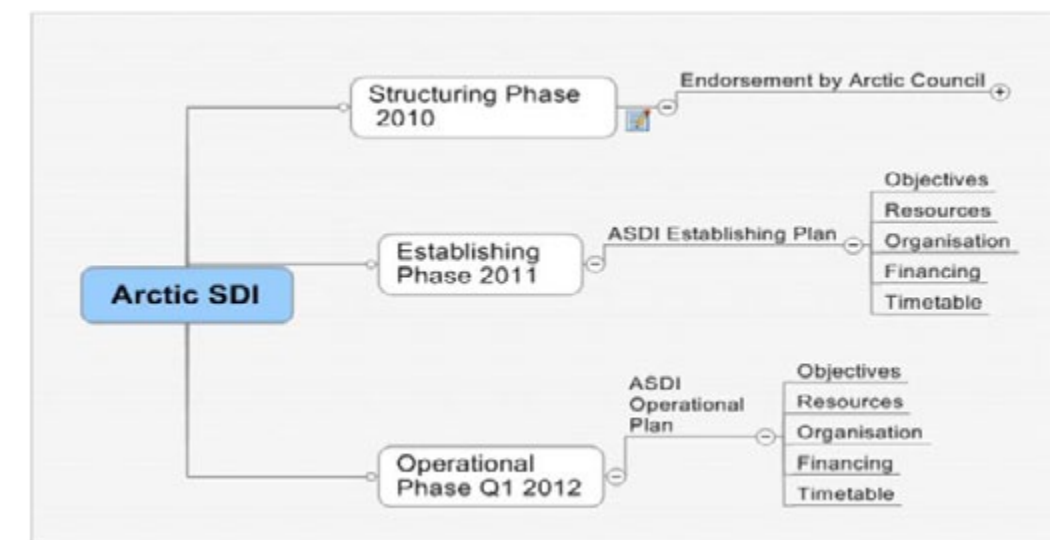 Structuring Phase
2010
Endorsement by Arctic Council
Arctic SDI
Establishing
Phase 2011
ASDI Establishing Plan
Objectives
Resources
Organisation
Financing
Timetable
Operational
Phase Q1 2012
ASDI
Operational
Plan
Objectives
Resources
Organisation
Financing
Timetable